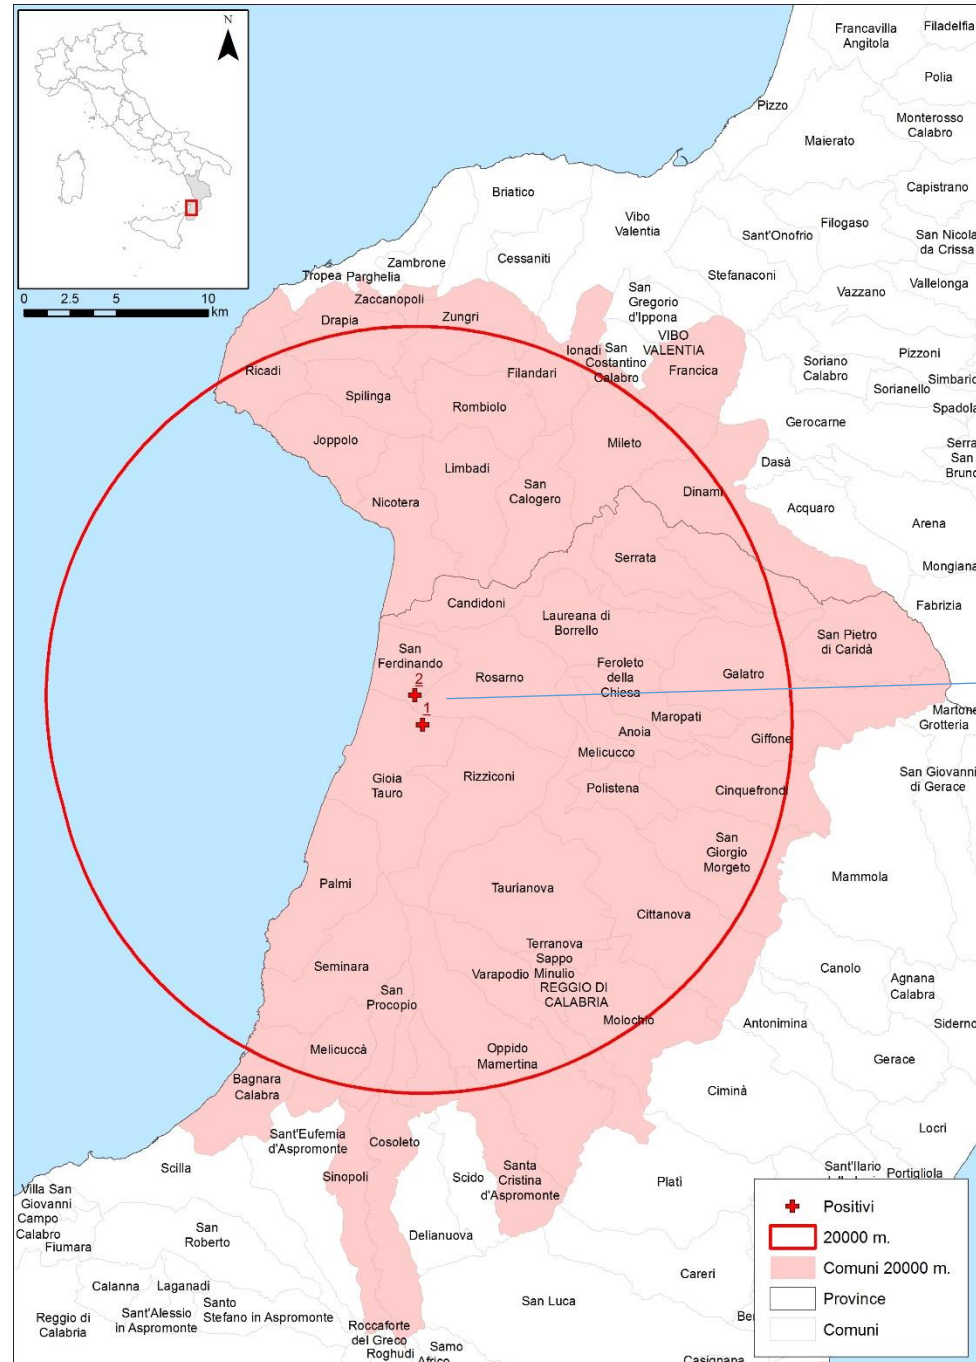 N
0 2.5 5 10
km
Francavilla
Angitola
Filadelfia
Polia
Pizzo
Monterosso
Calabro
Maierato
Capistrano
Briatico
Vibo
Valentia
Filogaso
Sant'Onofrio
San Nicola
da Crissa
Zambrone
Cessaniti
Tropea
Parghelia
Stefanaconi
Vallelonga
Vazzano
San
Gregorio
d'Ippona
Zaccanopoli
Drapia
Zungri
VIBO
VALENTIA
Ionadi
San
Costantino
Calabro
Pizzoni
Soriano
Calabro
Simbario
Sorianello
Ricadi
Filandari
Francica
Spilinga
Rombiolo
Spadola
Gerocarne
Joppolo
Mileto
Serra
San
Bruno
Limbadi
Dasà
San
Calogero
Dinami
Nicotera
Acquaro
Arena
Serrata
Mongiana
Candidoni
Fabrizia
Laureana di
Borrello
San Pietro
di Caridà
San
Ferdinando
Feroleto
della
Chiesa
Rosarno
Galatro
2
1
Martone
Grotteria
Maropati
Anoia
Giffone
Melicucco
San Giovanni
di Gerace
Gioia
Tauro
Rizziconi
Polistena
Cinquefrondi
San
Giorgio
Morgeto
Mammola
Palmi
Taurianova
Cittanova
Terranova
Sappo
Minulio
Varapodio
Seminara
REGGIO DI
CALABRIA
San
Procopio
Canolo
Agnana
Calabra
Molochio
Antonimina
Siderno
Melicuccà
Oppido
Mamertina
Gerace
Bagnara
Calabra
Ciminà
Locri
Sant'Eufemia
d'Aspromonte
Cosoleto
Scilla
Sinopoli
Scido
Santa
Cristina
d'Aspromonte
Platì
Sant'Ilario
Portigliola
Villa San
Giovanni
Campo
Calabro
Fiumara
San
Roberto
Delianuova
Careri
Calanna
Laganadi
Santo
Stefano in Aspromonte
Sant'Alessio
in Aspromonte
Reggio di
Calabria
San Luca
Roccaforte
del Greco
Roghudi
Samo
Casignana
Positivi
20000 m.
Comuni 20000 m.
Province
Comuni